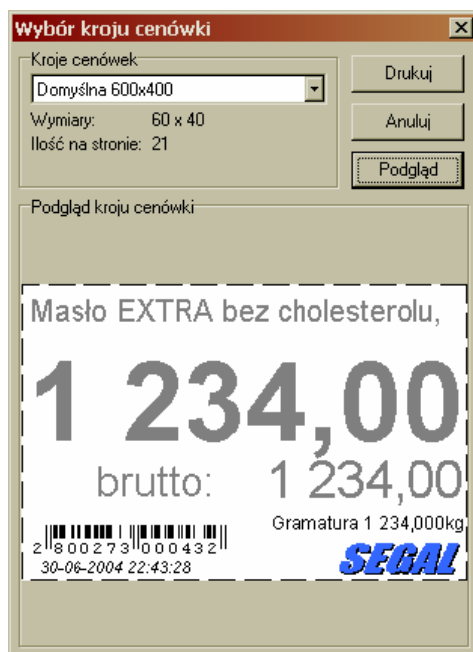 Wybór kroju cenówki
Kroje cenówek
Domyślna 600x400
Wymiary: 60 x 40
Ilość na stronie: 21
Drukuj
Anuluj
Podgląd
Podgląd kroju cenówki
Masło EXTRA bez cholesterolu,
1 234,00
brutto: 1 234,00
Gramatura 1 234,000kg
2 800273 000432
30-06-2004 22:43:28
SEGAL